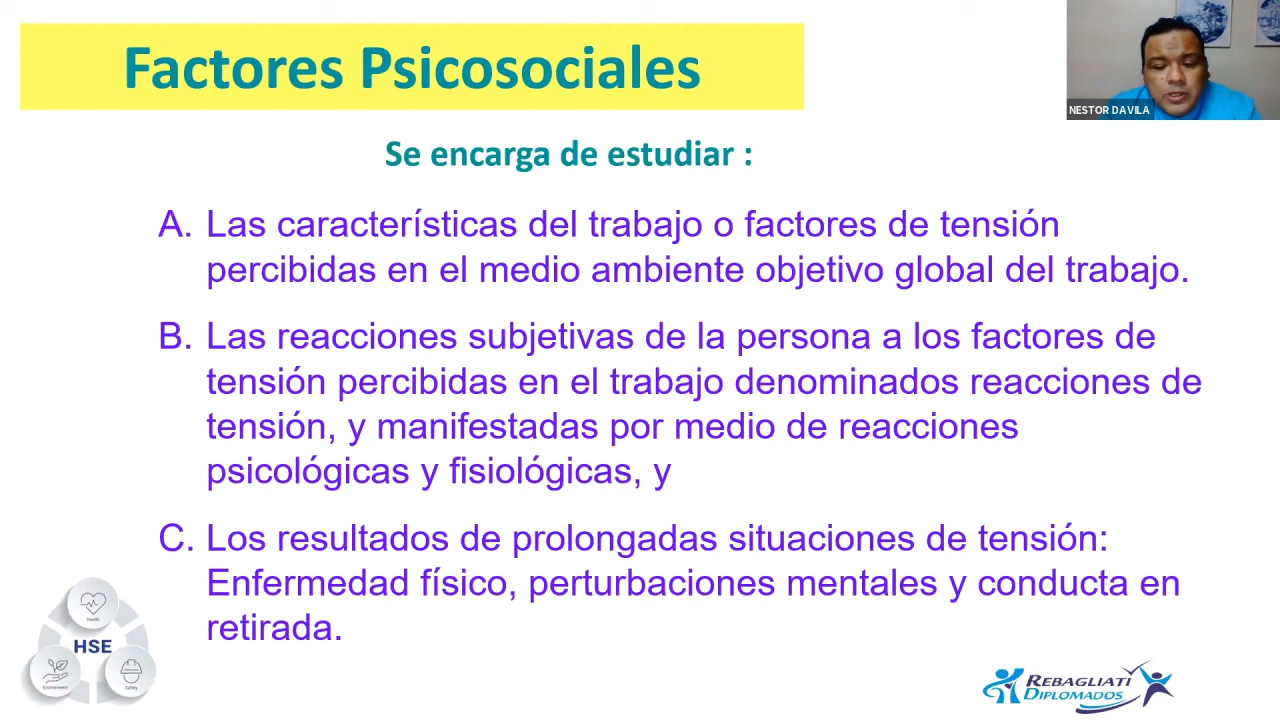 Factores Psicosociales
NESTOR DAVILA
Se encarga de estudiar :
A. Las características del trabajo o factores de tensión
percibidas en el medio ambiente objetivo global del trabajo.
B. Las reacciones subjetivas de la persona a los factores de
tensión percibidas en el trabajo denominados reacciones de
tensión, y manifestadas por medio de reacciones
psicológicas y fisiológicas, y
C. Los resultados de prolongadas situaciones de tensión:
Enfermedad físico, perturbaciones mentales y conducta en
retirada.
Health
HSE
Environment
Safety
REBAGLIATI
DIPLOMADOS